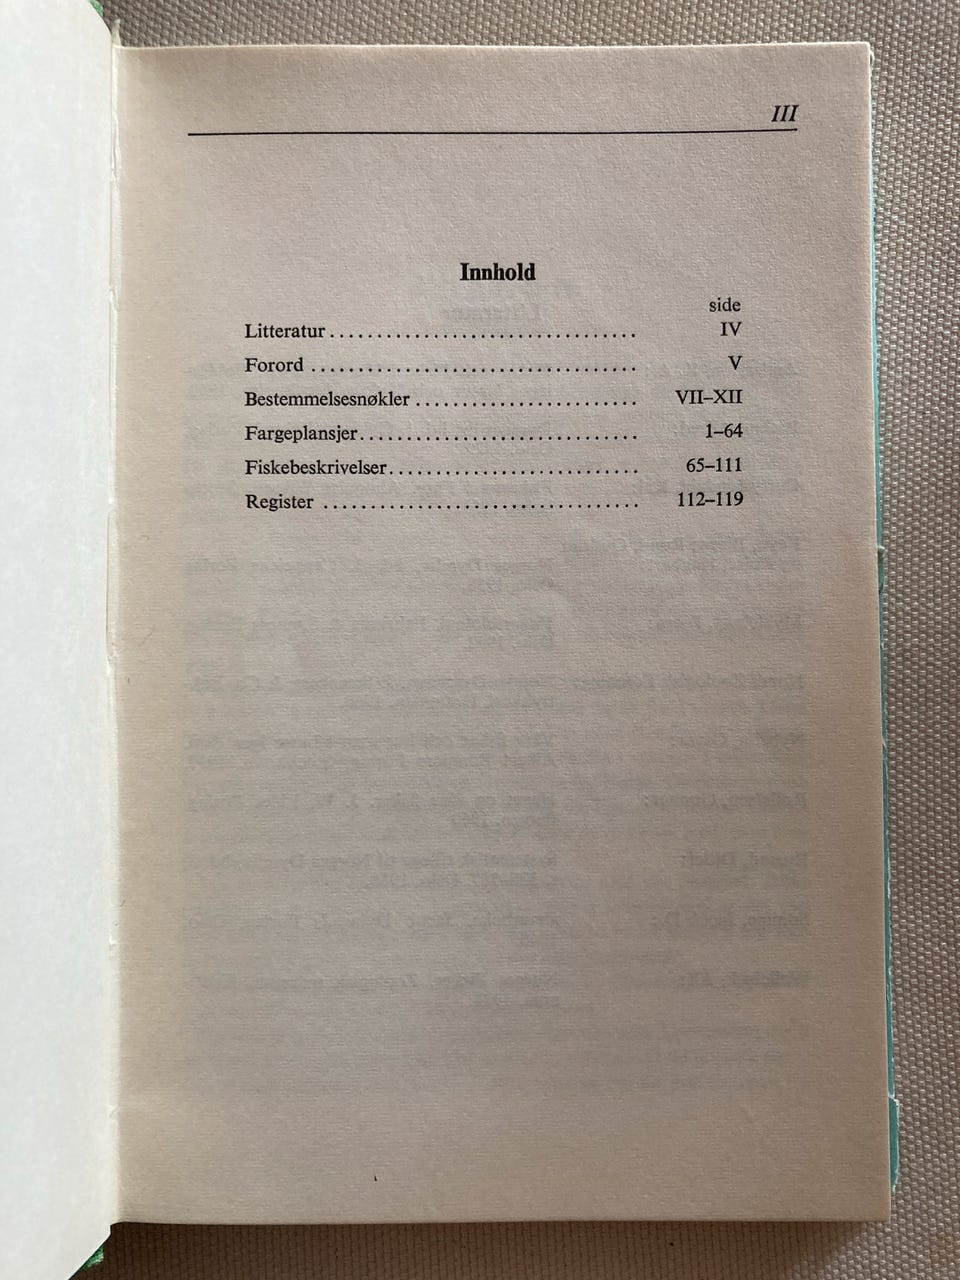 III
Innhold
side
Litteratur ................................. IV
Forord ................................... V
Bestemmelsesnøkler ........................ VII–XII
Fargeplansjer.............................. 1–64
Fiskebeskrivelser........................... 65–111
Register .................................. 112–119